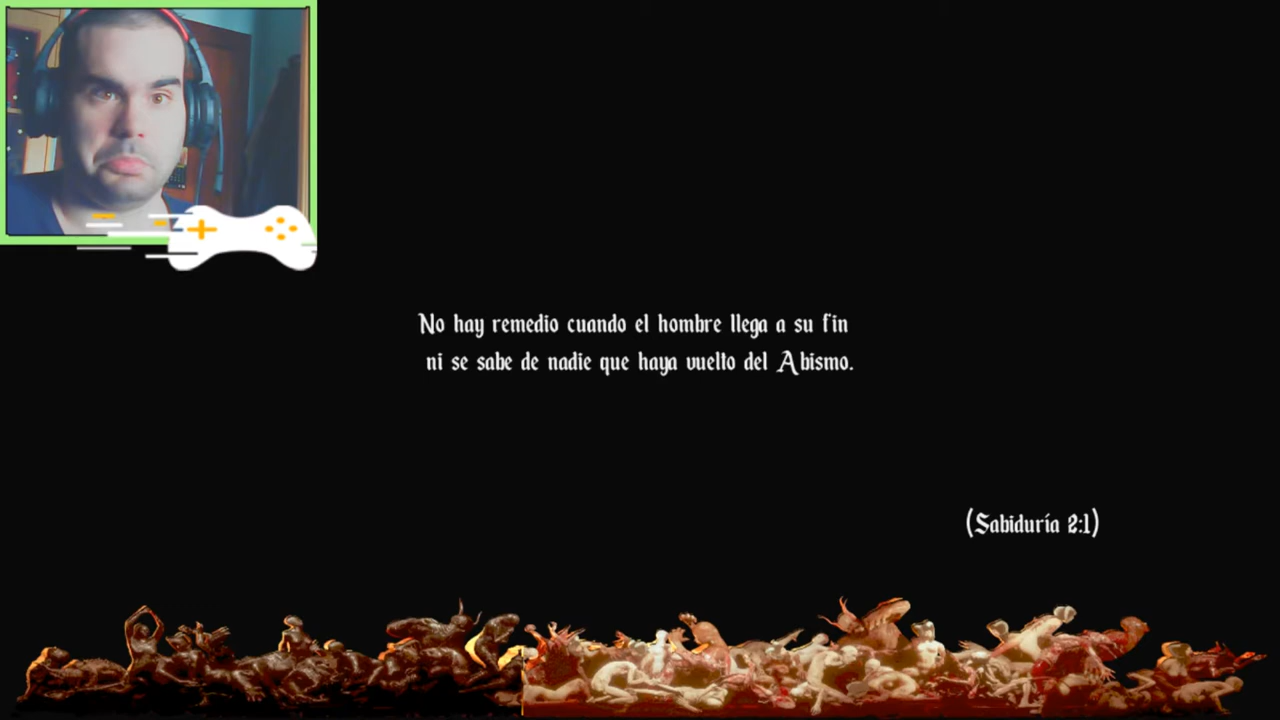 No hay remedio cuando el hombre llega a su fin
ni se sabe de nadie que haya vuelto del Abismo.
(Sabiduría 2:1)